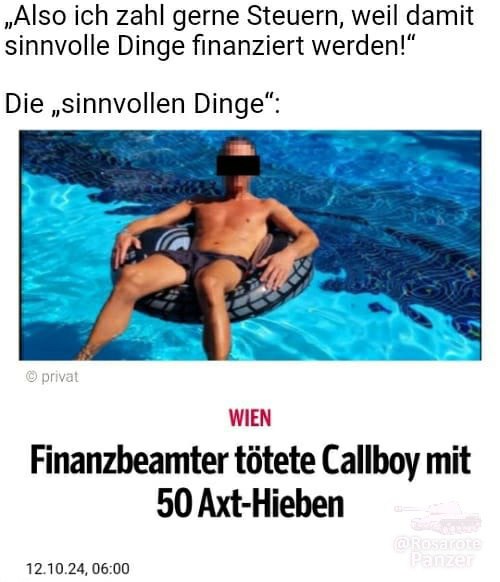 „Also ich zahl gerne Steuern, weil damit
sinnvolle Dinge finanziert werden!“
Die „sinnvollen Dinge“:
© privat
WIEN
Finanzbeamter tötete Callboy mit
50 Axt-Hieben
@Rosarote
Panzer
12.10.24, 06:00